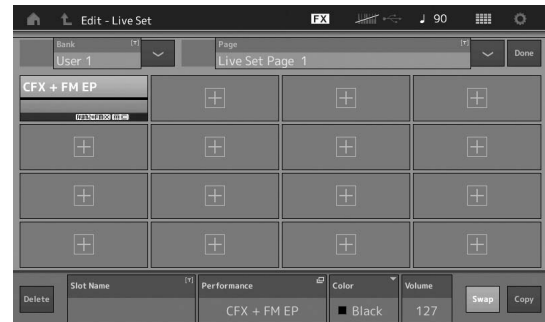 Edit - Live Set
FX
♩ 90
Bank [T]
User 1
Page [T]
Live Set Page 1
Done
CFX + FM EP
Delete
Slot Name [T]
Performance
CFX + FM EP
Color
Black
Volume
127
Swap
Copy